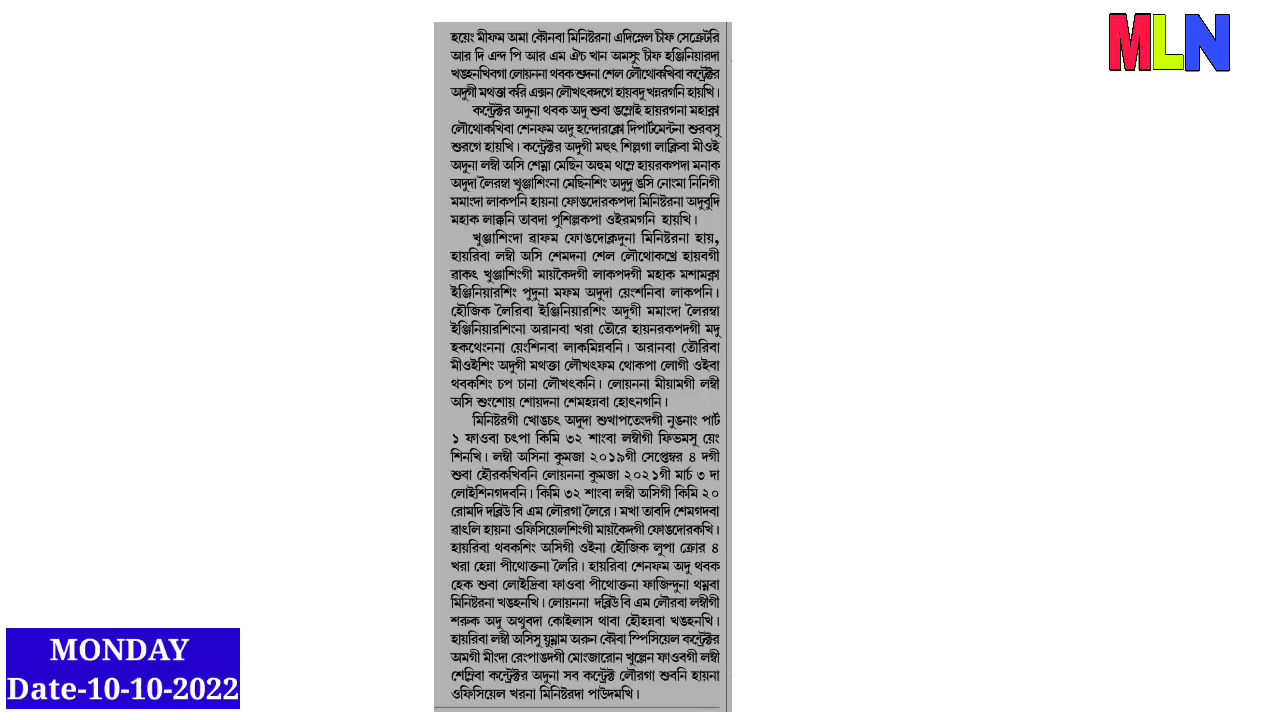 MLN
হয়েং মীফম অমা কৌনবা মিনিষ্টরনা এদিস্নেল চীফ সেক্রেটরি
আর দি এন্দ পি আর এম ঐচ খান অমসুং চীফ হঞ্জিনিয়ারদা
খঙহনখিবগা লোয়ননা থবক শুদনা শেল লৌথোকখিবা কন্ট্রেক্টর
অদুগী মথক্তা করি এক্সন লৌখৎকদগে হায়বদু খন্নরগনি হায়খি।
কন্ট্রেক্টর অদুনা থবক অদু শুবা ঙম্লোই হায়রগনা মহাক্না
লৌথোকখিবা শেনফম অদু হন্দোরক্লো দিপার্টমেন্টনা শুরবসু
শুরগে হায়খি। কন্ট্রেক্টর অদুগী মহুৎ শিল্লগা লাক্লিবা মীওই
অদুনা লম্বী অসি শেম্না মেছিন অহুম থম্লে হায়রকপদা মনাক
অদুদা লৈরম্বা খুঞ্জাশিংনা মেছিনশিং অদুদু ঙসি নোংমা নিনিগী
মমাংদা লাকপনি হায়না ফোঙদোরকপদা মিনিষ্টরনা অদুবুদি
মহাক লাক্কনি তাবদা পুশিল্লকপা ওইরমগনি হায়খি।
খুঞ্জাশিংদা ৱাফম ফোঙদোক্লদুনা মিনিষ্টরনা হায়,
হায়রিবা লম্বী অসি শেমদনা শেল লৌথোকখ্রে হায়বগী
ৱাকৎ খুঞ্জাশিংগী মায়কৈদগী লাকপদগী মহাক মশামক্না
ইঞ্জিনিয়ারশিং পুদুনা মফম অদুদা য়েংশনিবা লাকপনি।
হৌজিক লৈরিবা ইঞ্জিনিয়ারশিং অদুগী মমাংদা লৈরম্বা
ইঞ্জিনিয়ারশিংনা অরানবা খরা তৌরে হায়নরকপদগী মদু
হকথেংননা য়েংশিনবা লাকমিন্নবনি। অরানবা তৌরিবা
মীওইশিং অদুগী মথক্তা লৌখৎফম থোকপা লোগী ওইবা
থবকশিং চপ চানা লৌখৎকনি। লোয়ননা মীয়ামগী লম্বী
অসি শুংশোয় শোয়দনা শেমহন্নবা হোৎনগনি।
মিনিষ্টরগী খোঙচৎ অদুদা শুখাপতেংদগী নুঙনাং পার্ট
১ ফাওবা চৎপা কিমি ৩২ শাংবা লম্বীগী ফিভমসু য়েং
শিনখি। লম্বী অসিনা কুমজা ২০১৯গী সেপ্তেম্বর ৪ দগী
শুবা হৌরকখিবনি লোয়ননা কুমজা ২০২১গী মার্চ ৩ দা
লোইশিনগদবনি। কিমি ৩২ শাংবা লম্বী অসিগী কিমি ২০
রোমদি দব্লিউ বি এম লৌরগা লৈরে। মখা তাবদি শেমগদবা
ৱাৎলি হায়না ওফিসিয়েলশিংগী মায়কৈদগী ফোঙদোরকখি।
হায়রিবা থবকশিং অসিগী ওইনা হৌজিক লুপা ক্রোর ৪
খরা হেন্না পীথোক্তনা লৈরি। হায়রিবা শেনফম অদু থবক
হেক শুবা লোইদ্রিবা ফাওবা পীথোক্তনা ফাজিন্দুনা থম্নবা
মিনিষ্টরনা খঙহনখি। লোয়ননা দব্লিউ বি এম লৌরবা লম্বীগী
শরুক অদু অথুবদা কোইলাস থাবা হৌহন্নবা খঙহনখি।
হায়রিবা লম্বী অসিসু য়ুম্নাম অরুন কৌবা স্পিসিয়েল কন্ট্রেক্টর
অমগী মীংদা রেংপাঙদগী মোংজারোন খুল্লেন ফাওবগী লম্বী
শেম্লিবা কন্ট্রেক্টর অদুনা সব কন্ট্রেক্ট লৌরগা শুবনি হায়না
ওফিসিয়েল খরনা মিনিষ্টরদা পাউদমখি।
MONDAY
Date-10-10-2022